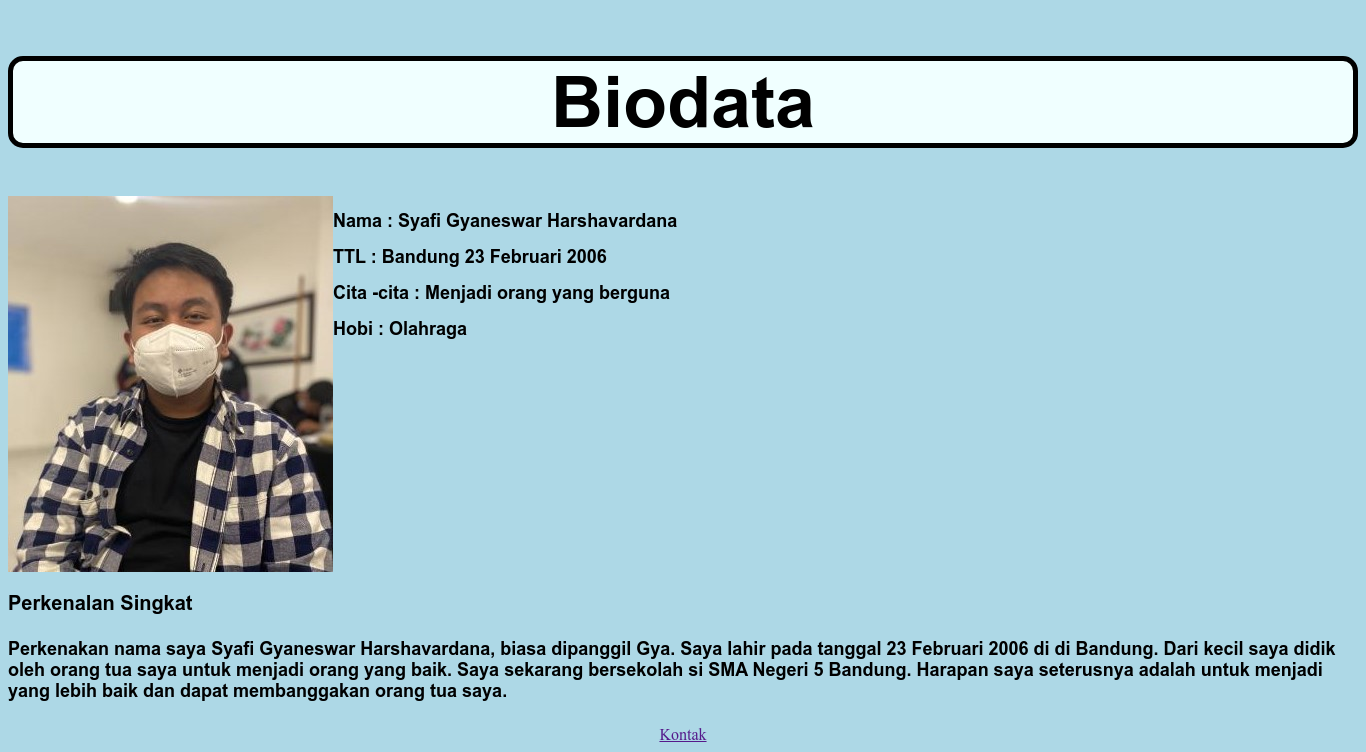 Biodata
Nama : Syafi Gyaneswar Harshavardana
TTL : Bandung 23 Februari 2006
Cita -cita : Menjadi orang yang berguna
Hobi : Olahraga
Perkenalan Singkat
Perkenakan nama saya Syafi Gyaneswar Harshavardana, biasa dipanggil Gya. Saya lahir pada tanggal 23 Februari 2006 di di Bandung. Dari kecil saya didik
oleh orang tua saya untuk menjadi orang yang baik. Saya sekarang bersekolah si SMA Negeri 5 Bandung. Harapan saya seterusnya adalah untuk menjadi
yang lebih baik dan dapat membanggakan orang tua saya.
Kontak